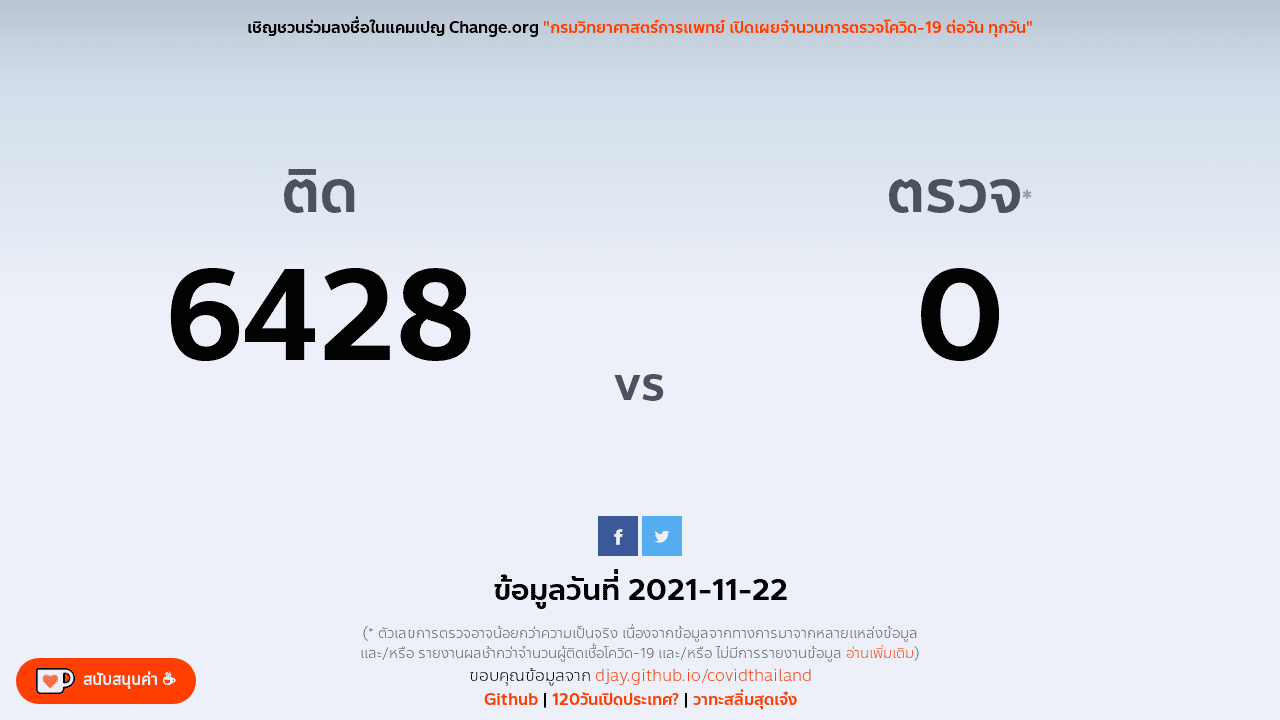 เชิญชวนร่วมลงชื่อในแคมเปญ Change.org "กรมวิทยาศาสตร์การแพทย์ เปิดเผยจำนวนการตรวจโควิด-19 ต่อวัน ทุกวัน"
ติด
6428
vs
ตรวจ*
0
ข้อมูลวันที่ 2021-11-22
(* ตัวเลขการตรวจอาจน้อยกว่าความเป็นจริง เนื่องจากข้อมูลจากทางการมาจากหลายแหล่งข้อมูล
และ/หรือ รายงานผลช้ากว่าจำนวนผู้ติดเชื้อโควิด-19 และ/หรือ ไม่มีการรายงานข้อมูล อ่านเพิ่มเติม)
ขอบคุณข้อมูลจาก djay.github.io/covidthailand
Github | 120วันเปิดประเทศ? | วาทะสลิ่มสุดเจ๋ง
สนับสนุนค่า ☕